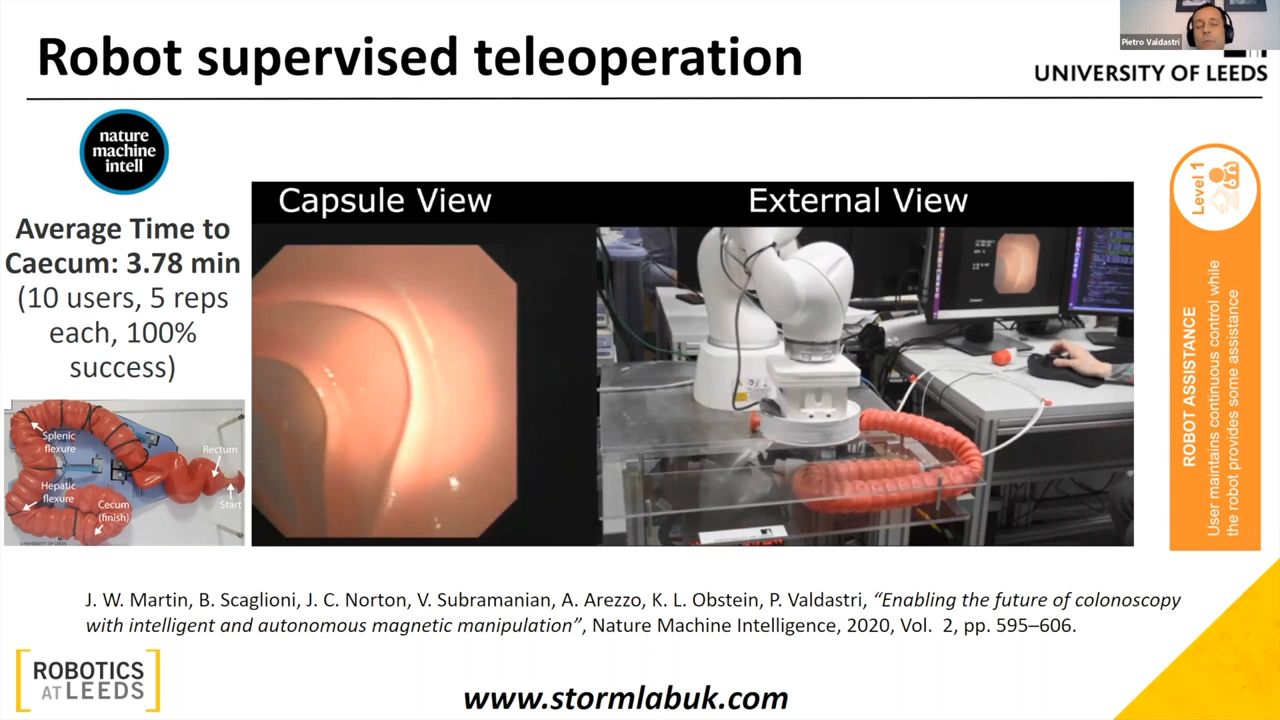 Robot supervised teleoperation
Pietro Valdastri
UNIVERSITY OF LEEDS
nature
machine
intell
Average Time to
Caecum: 3.78 min
(10 users, 5 reps
each, 100%
success)
Capsule View
External View
Level 1
ROBOT ASSISTANCE
User maintains continuous control while
the robot provides some assistance
Splenic
flexure
Rectum
Hepatic
flexure
Cecum
(finish)
Start
UNIVERSITY OF LEEDS
J. W. Martin, B. Scaglioni, J. C. Norton, V. Subramanian, A. Arezzo, K. L. Obstein, P. Valdastri, “Enabling the future of colonoscopy
with intelligent and autonomous magnetic manipulation”, Nature Machine Intelligence, 2020, Vol. 2, pp. 595–606.
ROBOTICS
AT LEEDS
www.stormlabuk.com